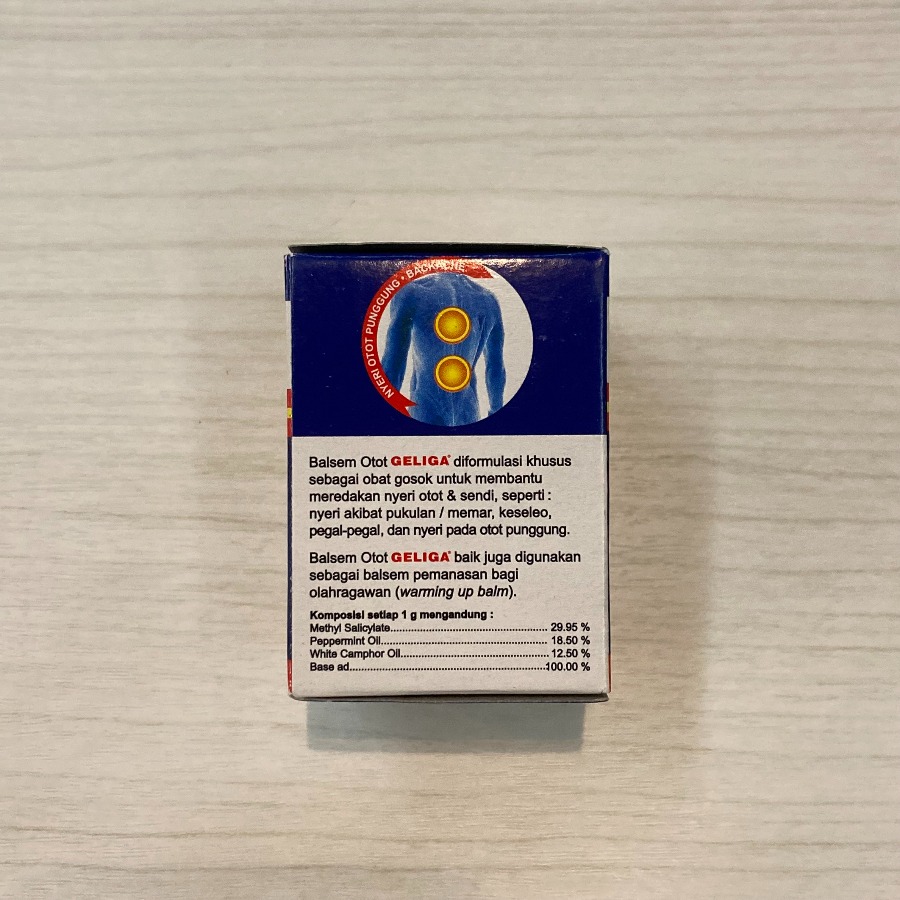 NYERI OTOT PUNGGUNG • BACKACHE
Balsem Otot GELIGA® diformulasi khusus
sebagai obat gosok untuk membantu
meredakan nyeri otot & sendi, seperti :
nyeri akibat pukulan / memar, keseleo,
pegal-pegal, dan nyeri pada otot punggung.
Balsem Otot GELIGA® baik juga digunakan
sebagai balsem pemanasan bagi
olahragawan (warming up balm).
Komposisi setiap 1 g mengandung :
Methyl Salicylate........................................................ 29.95 %
Peppermint Oil.......................................................... 18.50 %
White Camphor Oil.................................................... 12.50 %
Base ad....................................................................100.00 %